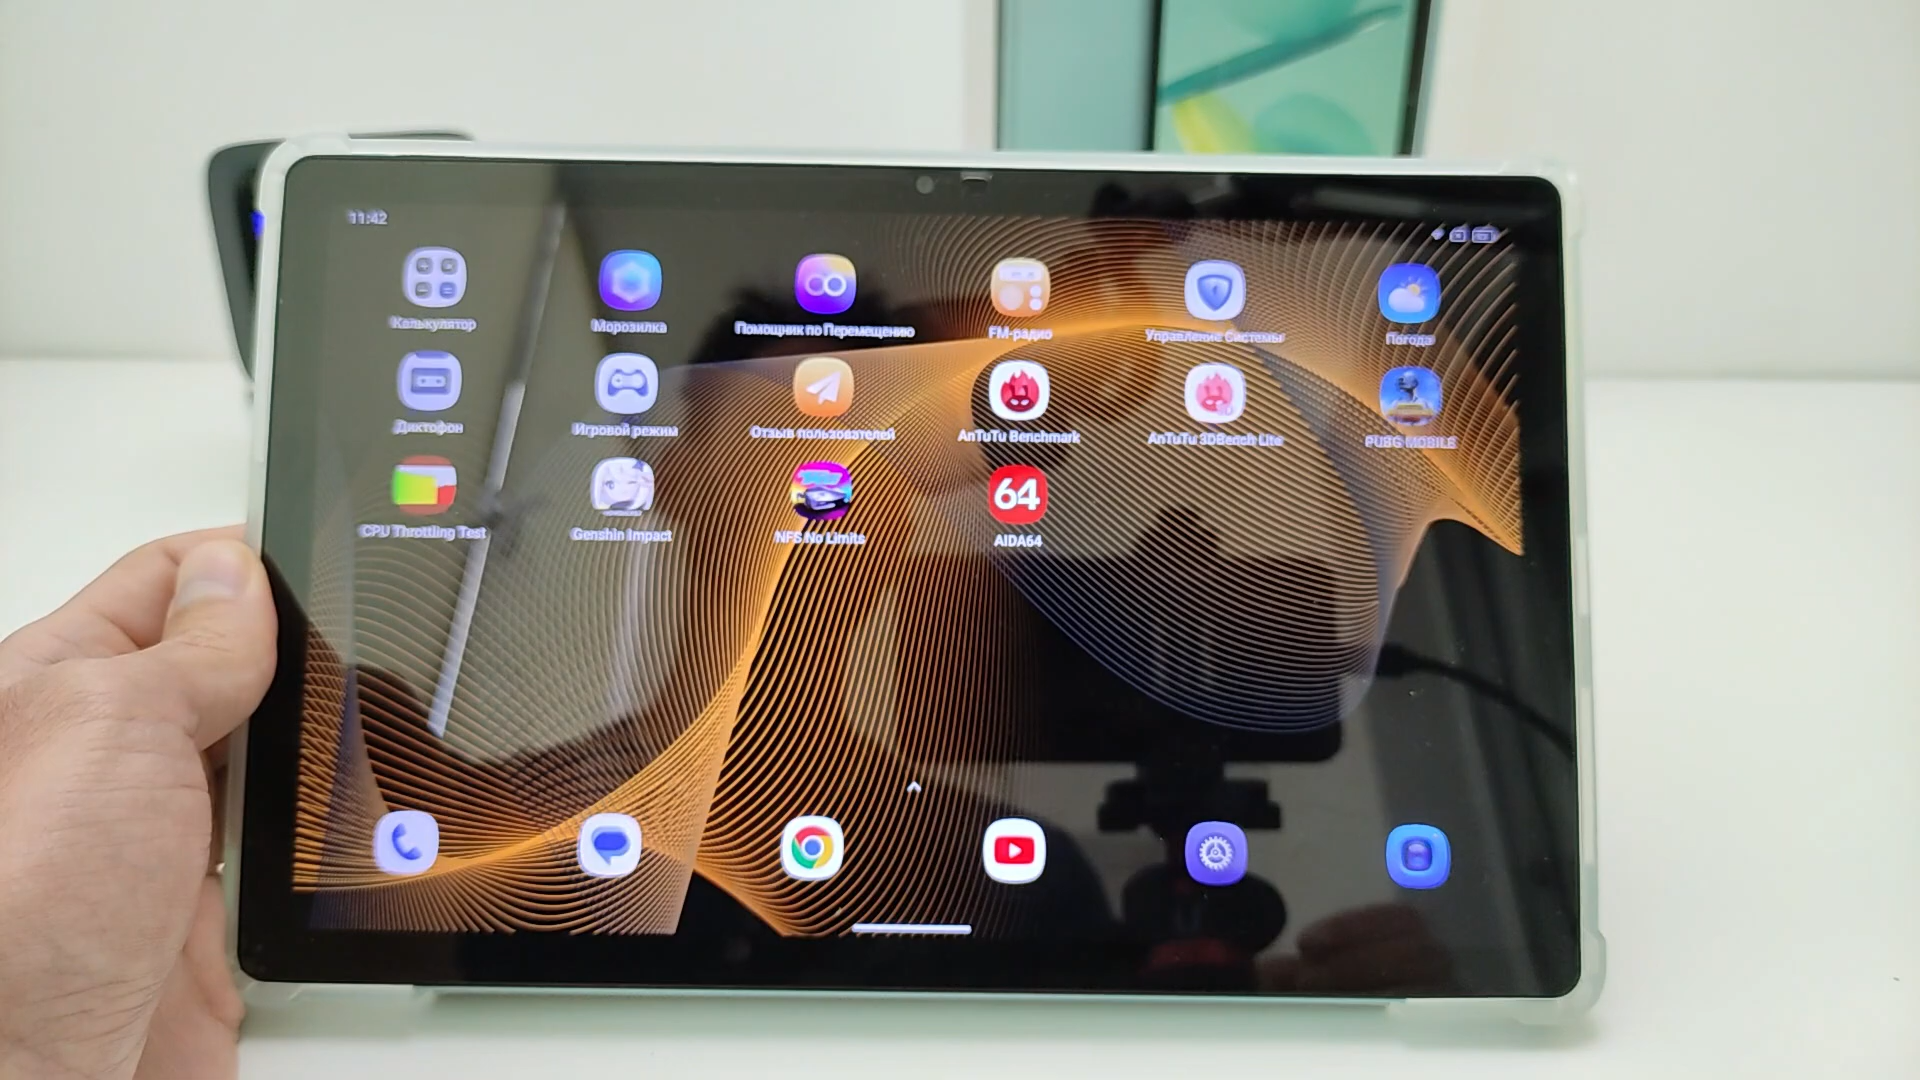 11:42
Калькулятор
Морозилка
Помощник по Перемещению
FM-радио
Управление Системы
Погода
Диктофон
Игровой режим
Отзыв пользователей
AnTuTu Benchmark
AnTuTu 3DBench Lite
PUBG MOBILE
CPU Throttling Test
Genshin Impact
NFS No Limits
64
AIDA64